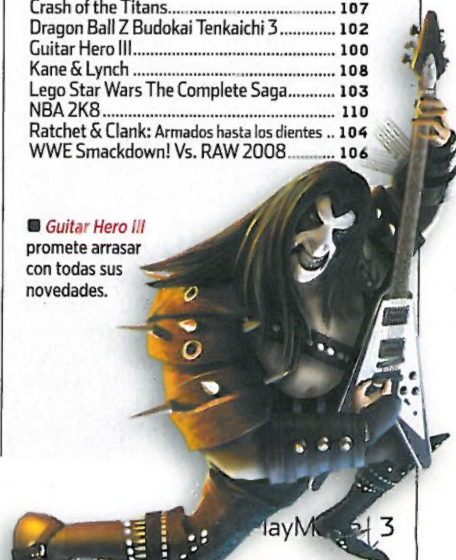 Crash of the Titans.......................... 107
Dragon Ball Z Budokai Tenkaichi 3............ 102
Guitar Hero III.............................. 100
Kane & Lynch ................................ 108
Lego Star Wars The Complete Saga........... 103
NBA 2K8...................................... 110
Ratchet & Clank: Armados hasta los dientes .. 104
WWE Smackdown! Vs. RAW 2008.......... 106
■ Guitar Hero III
promete arrasar
con todas sus
novedades.
3